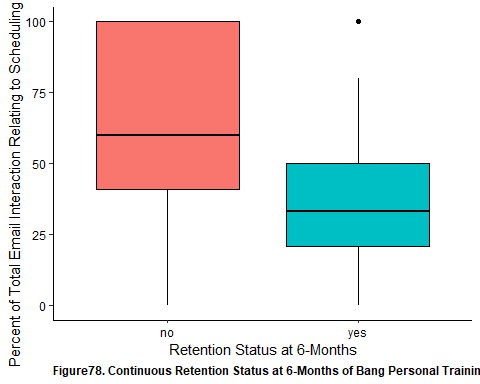 Percent of Total Email Interaction Relating to Scheduling
100
75
50
25
0
no
yes
Retention Status at 6-Months
Figure78. Continuous Retention Status at 6-Months of Bang Personal Trainin